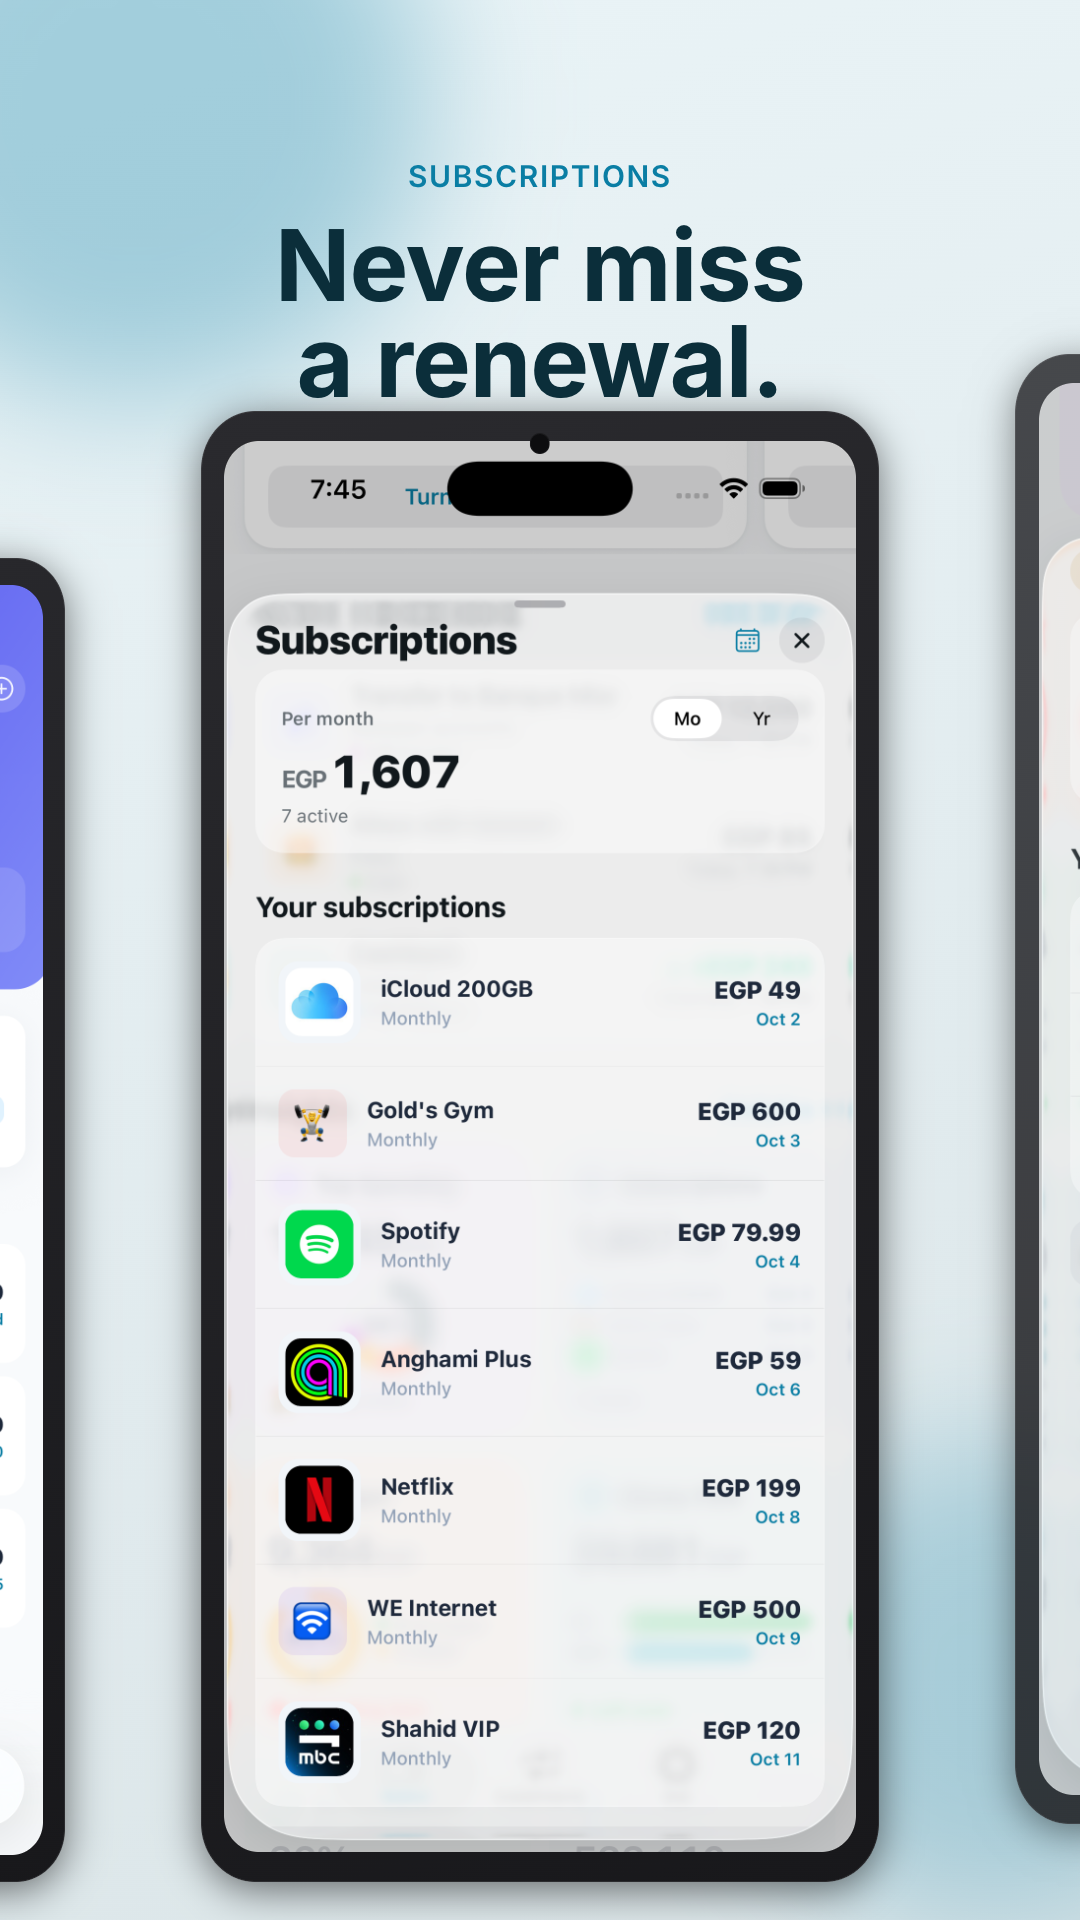 SUBSCRIPTIONS
Never miss
a renewal.
7:45
Turn
Subscriptions
Per month
Mo
Yr
EGP 1,607
7 active
Your subscriptions
iCloud 200GB
EGP 49
Monthly
Oct 2
Gold's Gym
EGP 600
Monthly
Oct 3
Spotify
EGP 79.99
Monthly
Oct 4
Anghami Plus
EGP 59
Monthly
Oct 6
Netflix
EGP 199
Monthly
Oct 8
WE Internet
EGP 500
Monthly
Oct 9
mbc
Shahid VIP
EGP 120
Monthly
Oct 11